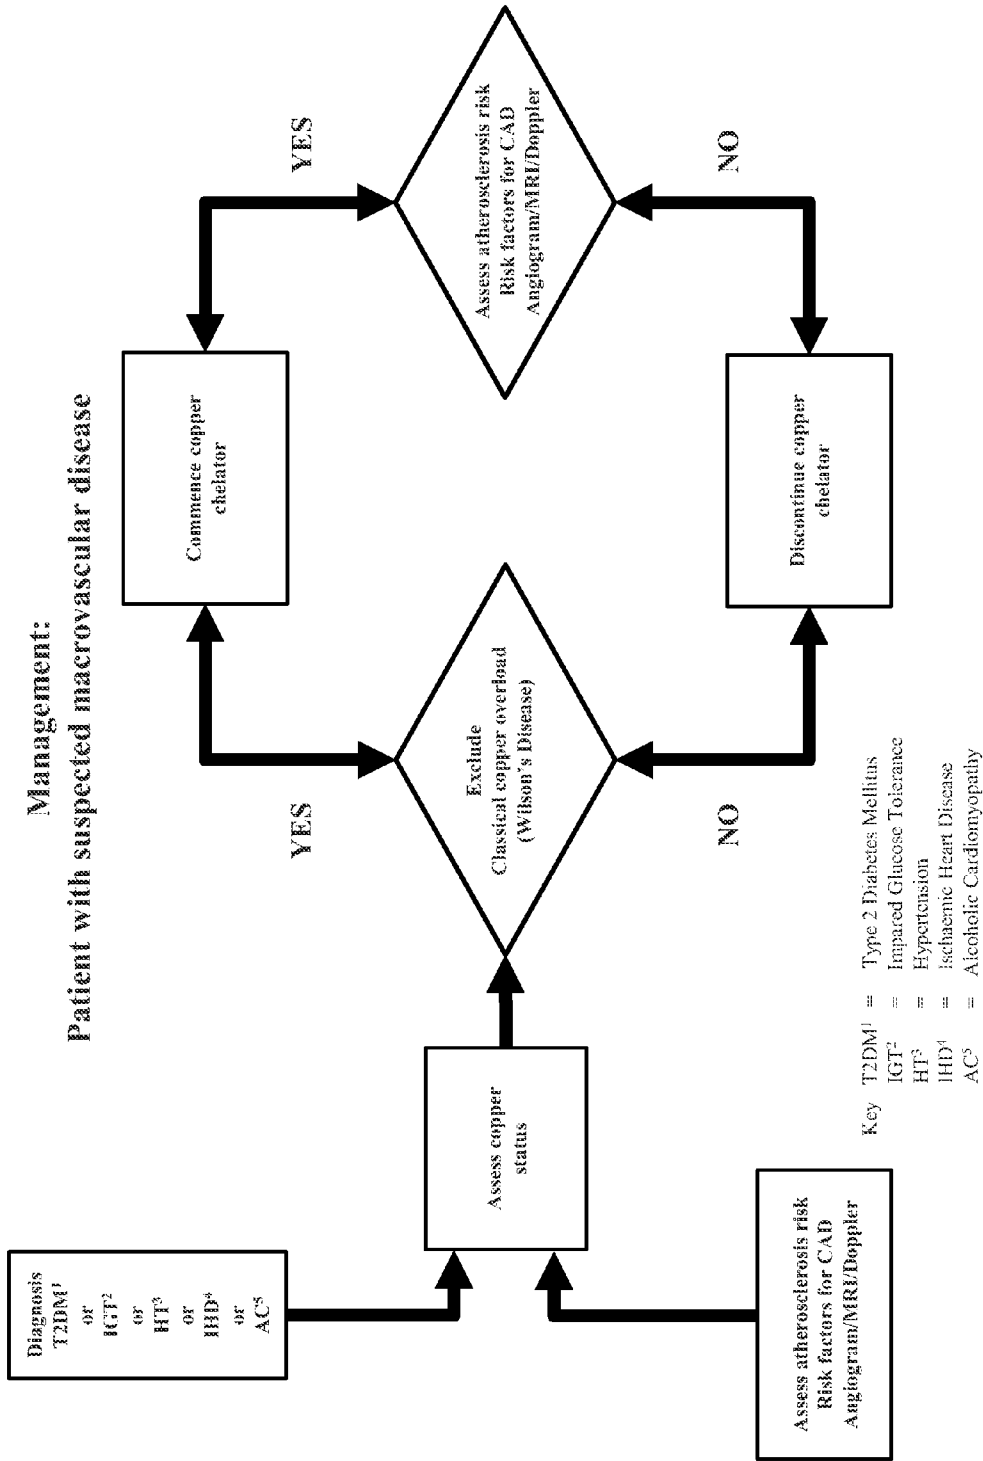 Management:
Patient with suspected macrovascular disease
Diagnosis
T2DM¹
or
IGT²
or
HT³
or
IHD⁴
or
AC⁵
Assess atherosclerosis risk
Risk factors for CAD
Angiogram/MRI/Doppler
Assess copper
status
Exclude
Classical copper overload
(Wilson's Disease)
YES
NO
Commence copper
chelator
Discontinue copper
chelator
YES
NO
Assess atherosclerosis risk
Risk factors for CAD
Angiogram/MRI/Doppler
Key T2DM¹ = Type 2 Diabetes Mellitus
IGT² = Impared Glucose Tolerance
HT³ = Hypertension
IHD⁴ = Ischaemic Heart Disease
AC⁵ = Alcoholic Cardiomyopathy